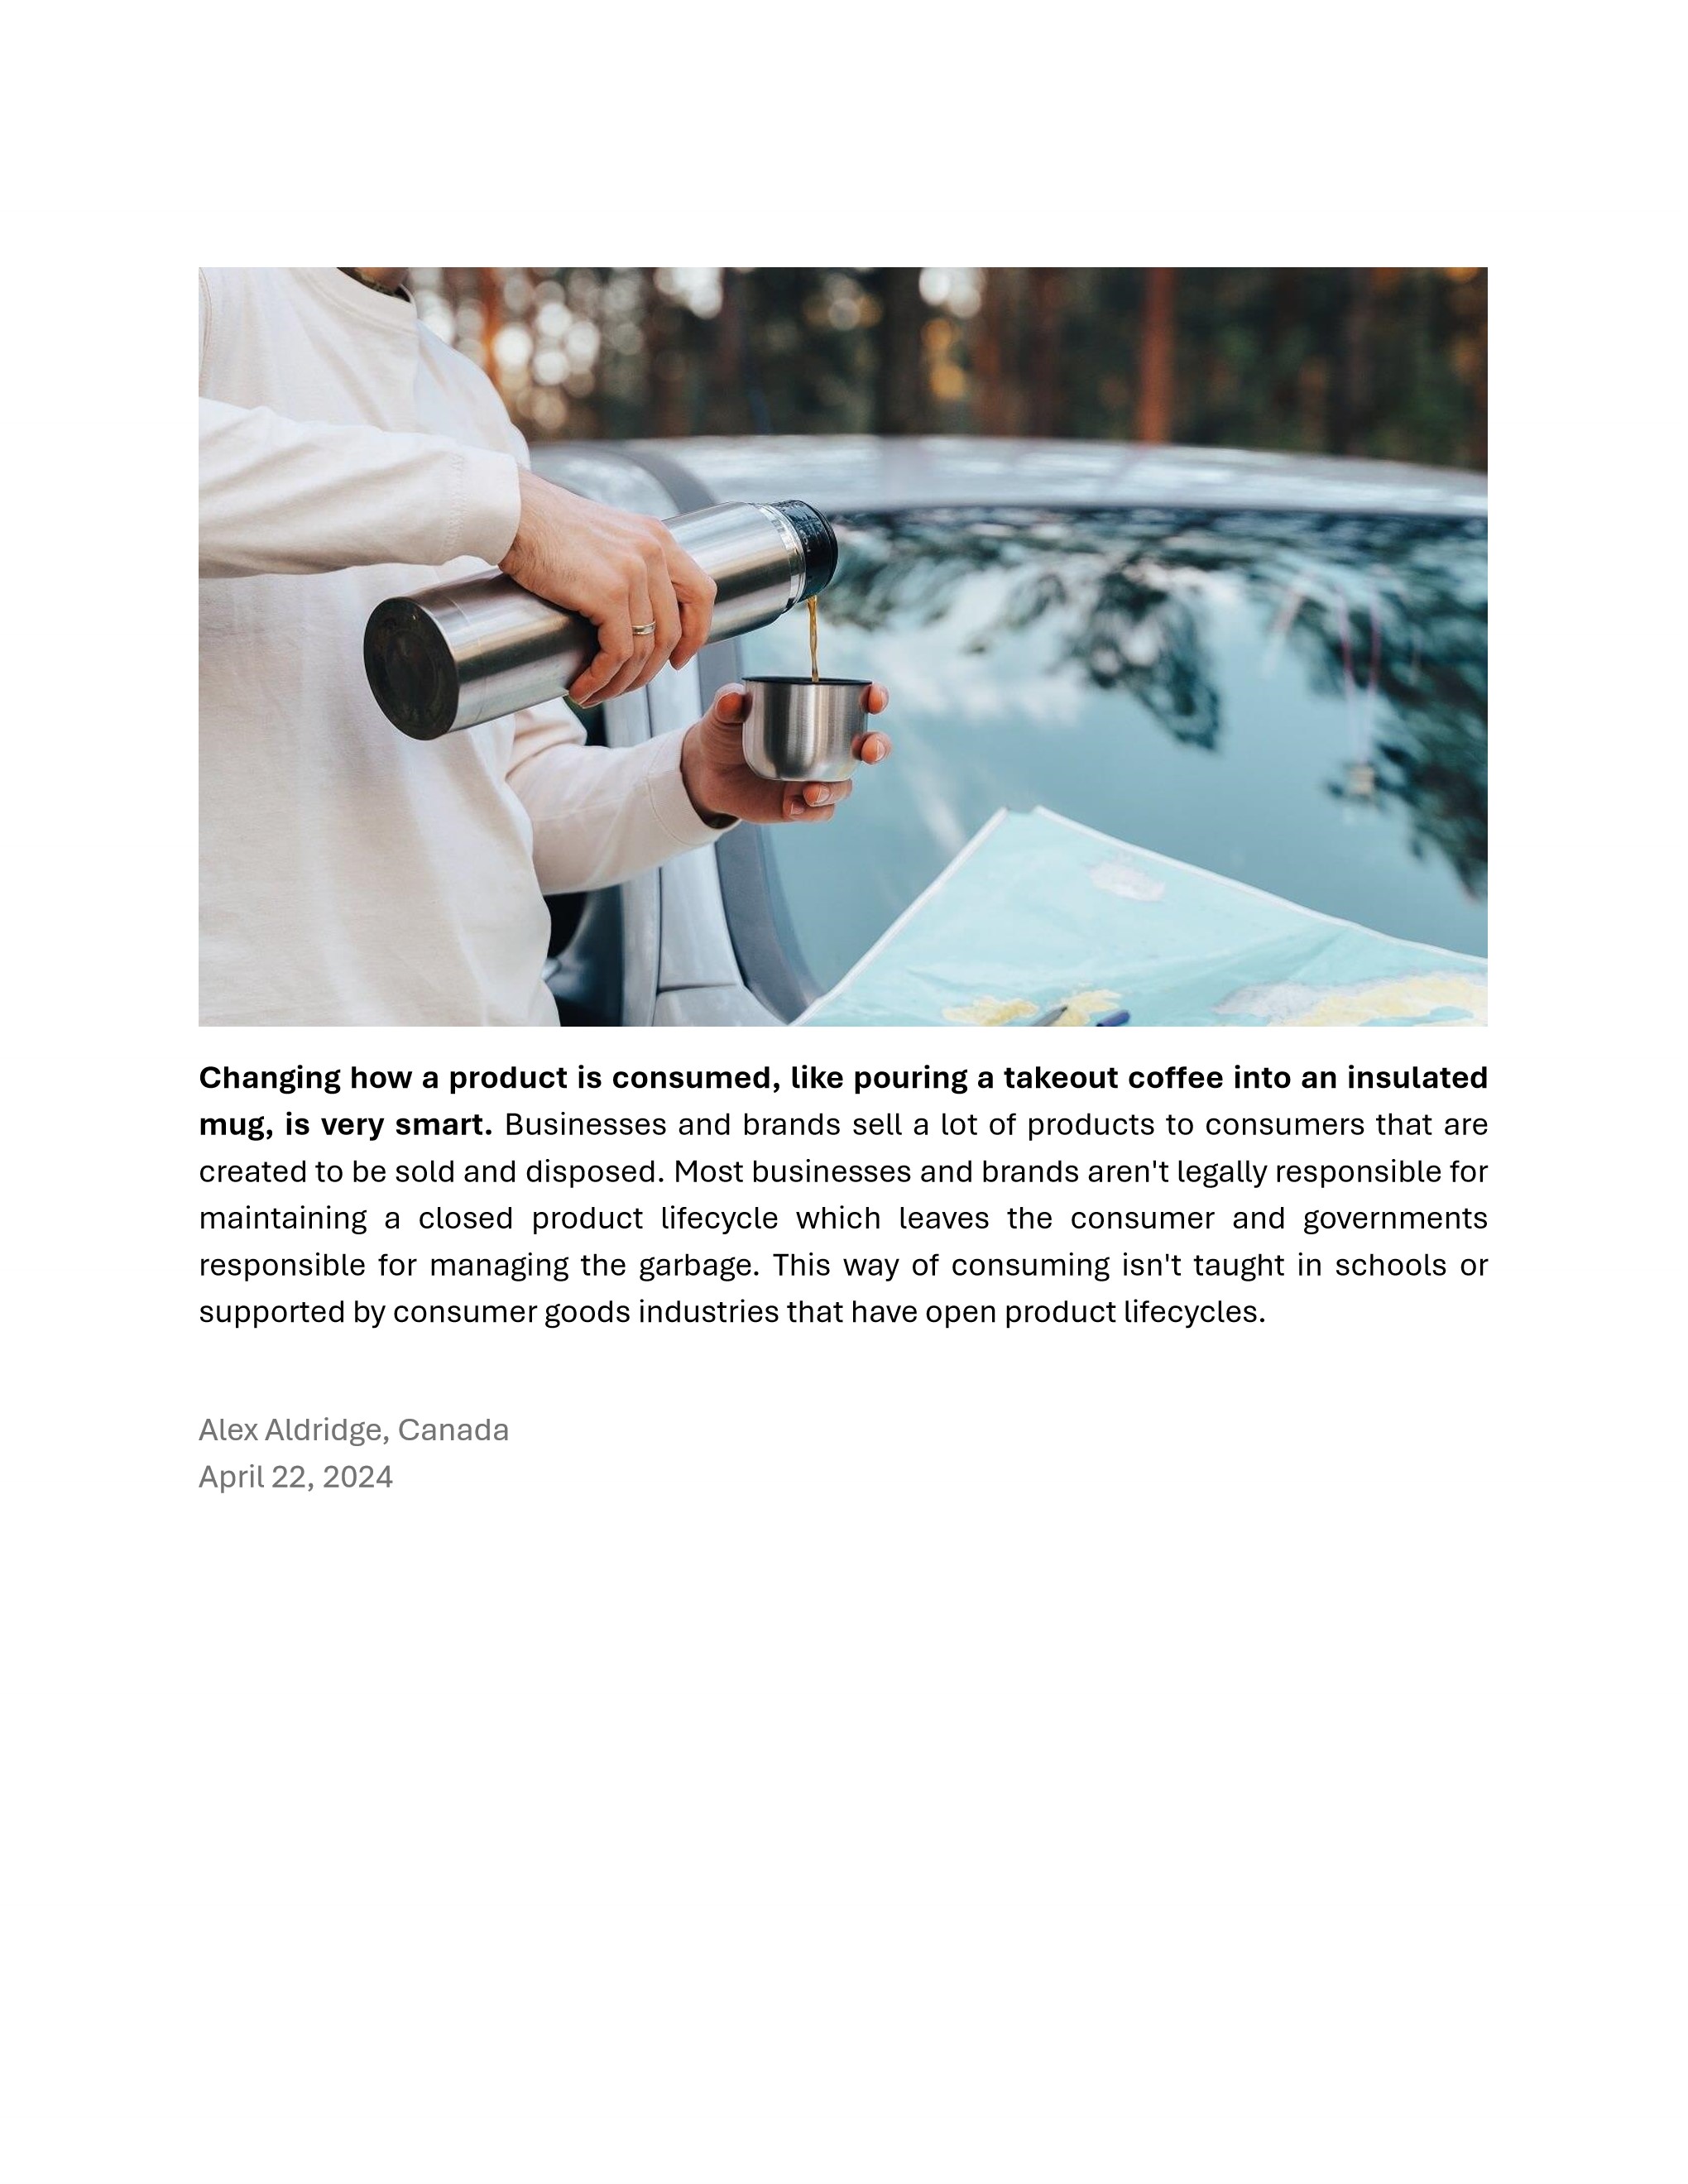 Changing how a product is consumed, like pouring a takeout coffee into an insulated
mug, is very smart. Businesses and brands sell a lot of products to consumers that are
created to be sold and disposed. Most businesses and brands aren't legally responsible for
maintaining a closed product lifecycle which leaves the consumer and governments
responsible for managing the garbage. This way of consuming isn't taught in schools or
supported by consumer goods industries that have open product lifecycles.
Alex Aldridge, Canada
April 22, 2024